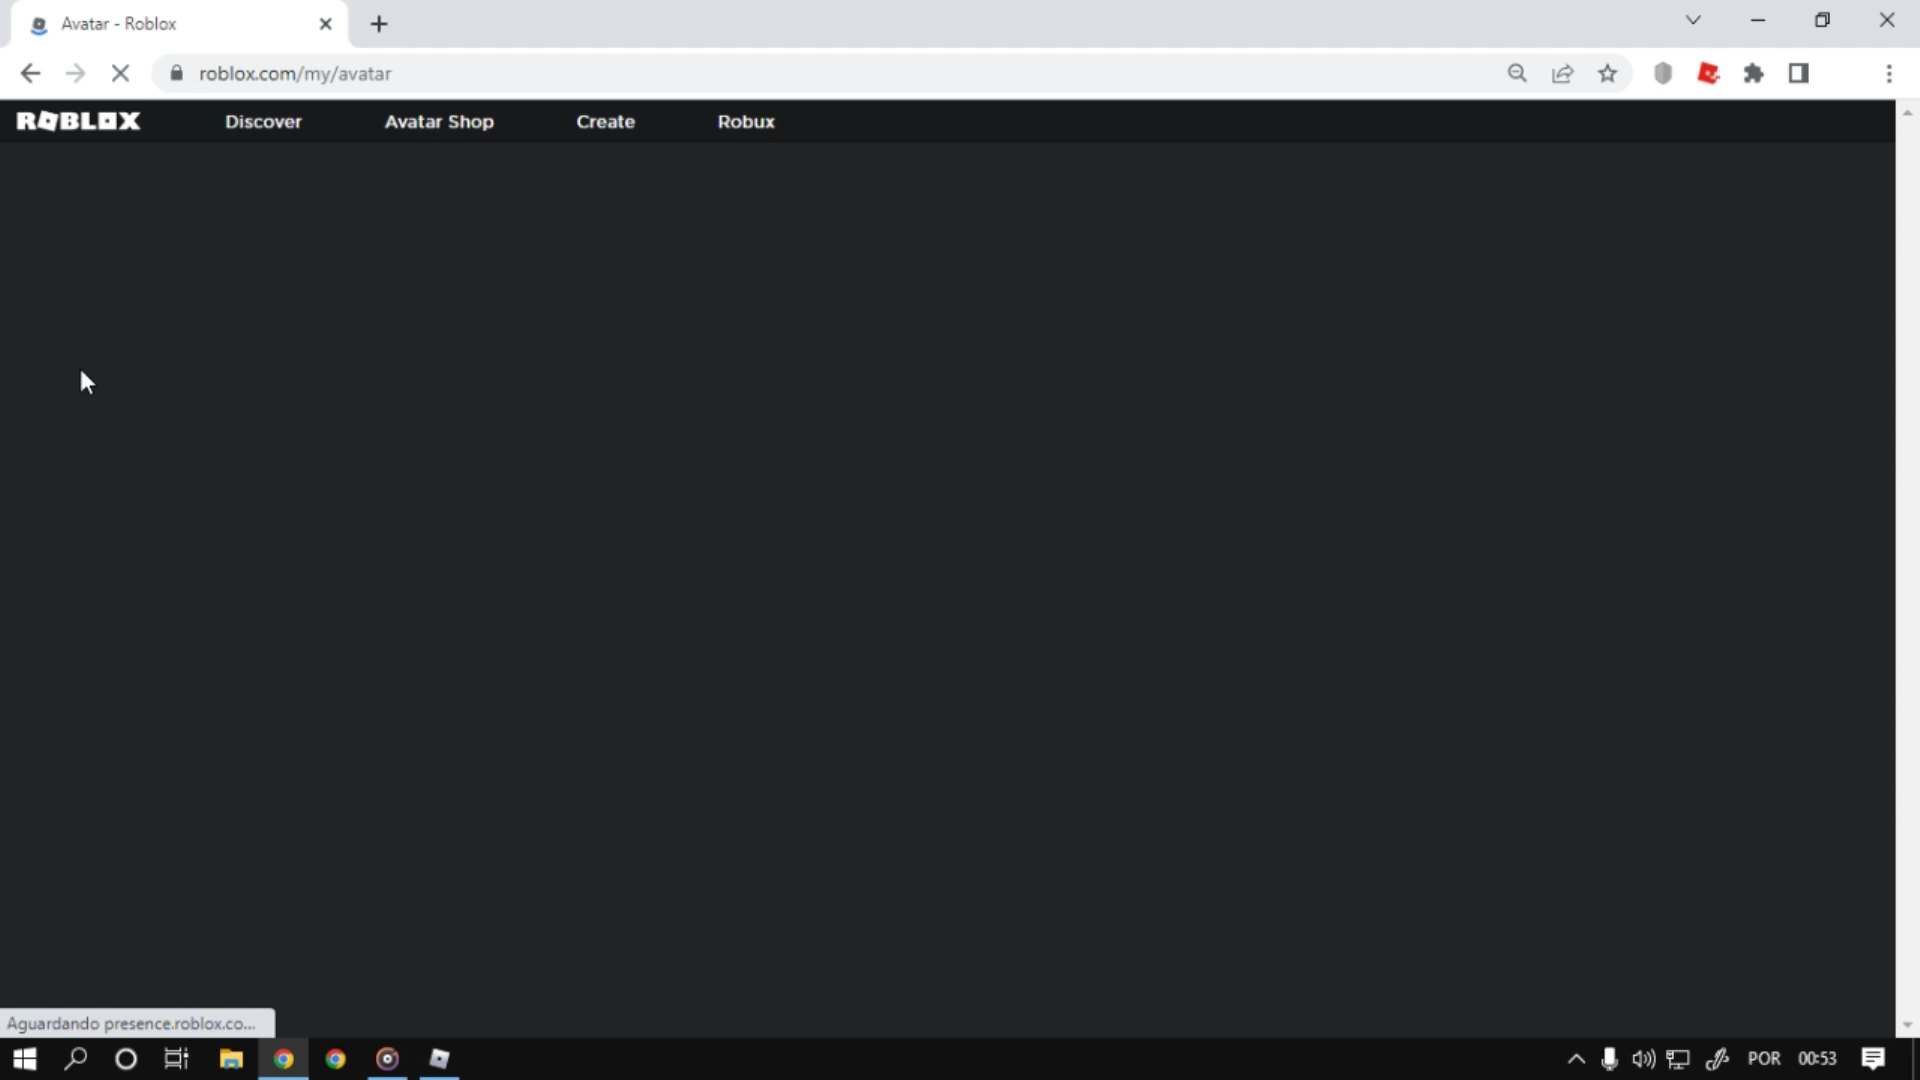 Avatar - Roblox
roblox.com/my/avatar
ROBLOX Discover Avatar Shop Create Robux
Aguardando presence.roblox.co...
POR 00:53